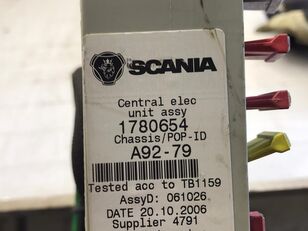 SCANIA
Central elec
unit assy
1780654
Chassis/POP-ID
A92-79
Tested acc to TB1159
AssyD: 061026
DATE 20.10.2006
Supplier 4791